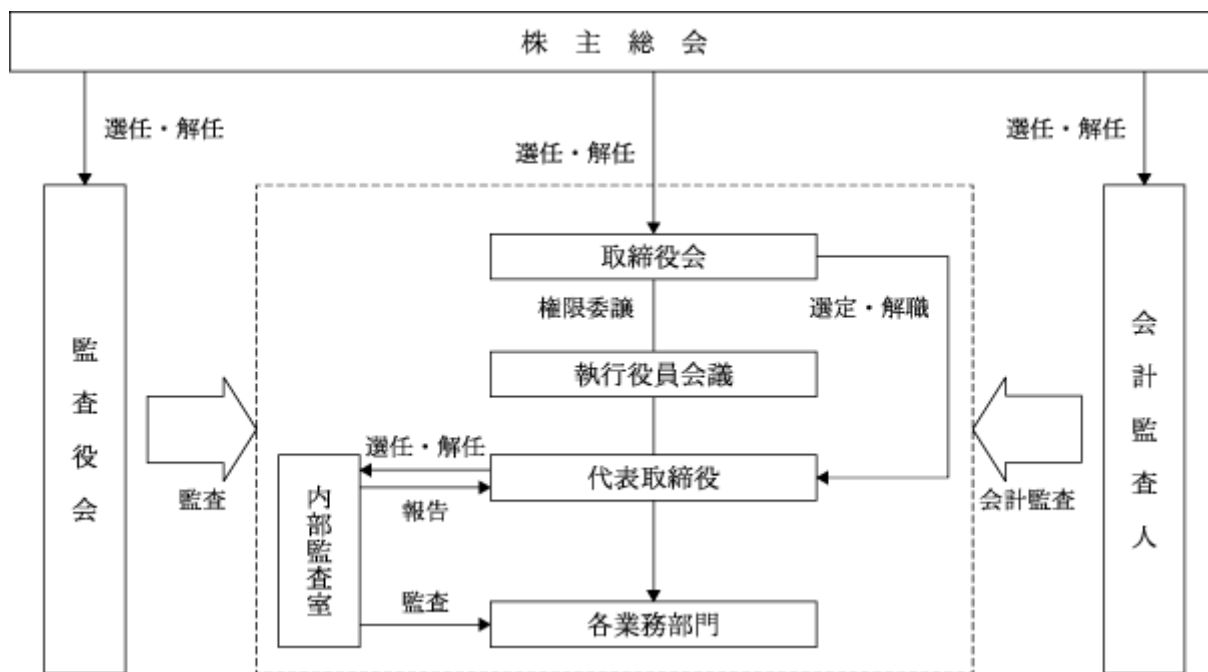 株主総会
選任・解任
選任・解任
選任・解任
取締役会
権限委譲
選定・解職
監査役会
執行役員会議
会計監査人
監査
選任・解任
代表取締役
報告
会計監査
内部監査室
監査
各業務部門